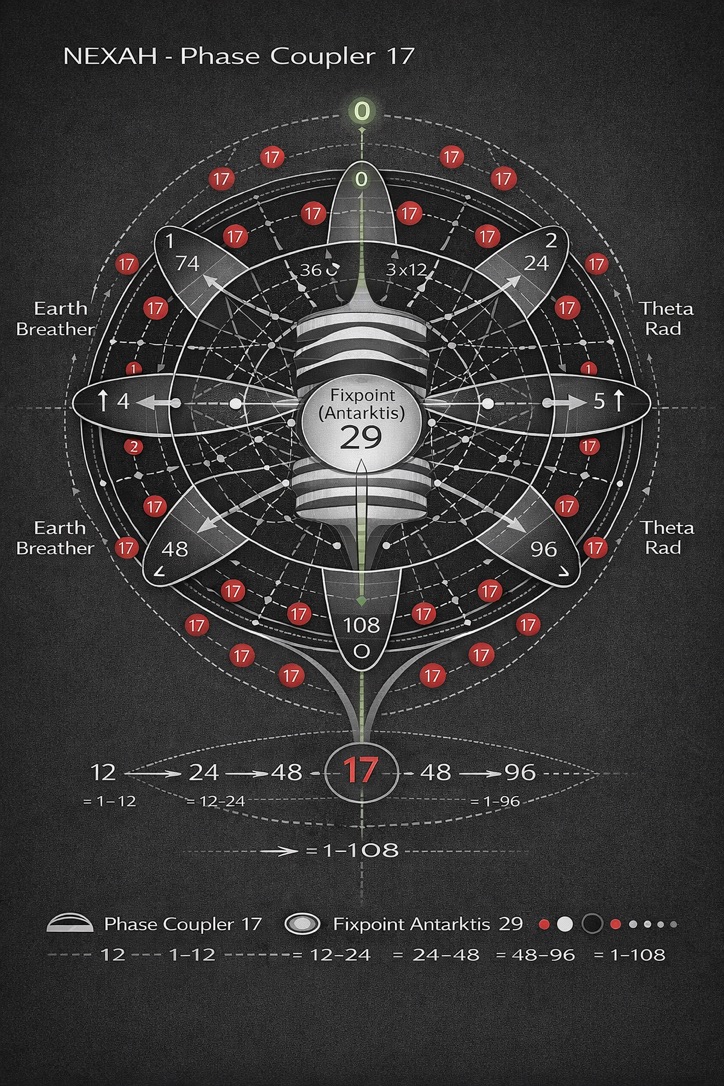 NEXAH - Phase Coupler 17
0
17 17
17 17
0
17 17
17 17
1 2
74 24
36 3x12
17 17
Earth Breather
Theta Rad
17 17
1 1
↑ 4
5 ↑
Fixpoint
(Antarktis)
29
2 17
17 17
Earth Breather
Theta Rad
17 17
48 96
17 17
17 17
108
O
17 17
17 17
17 17
12 → 24 → 48 17 48 → 96
= 1–12 = 12–24 = 1–96
→ = 1–108
Phase Coupler 17 Fixpoint Antarktis 29
12 1–12 = 12–24 = 24–48 = 48–96 = 1–108